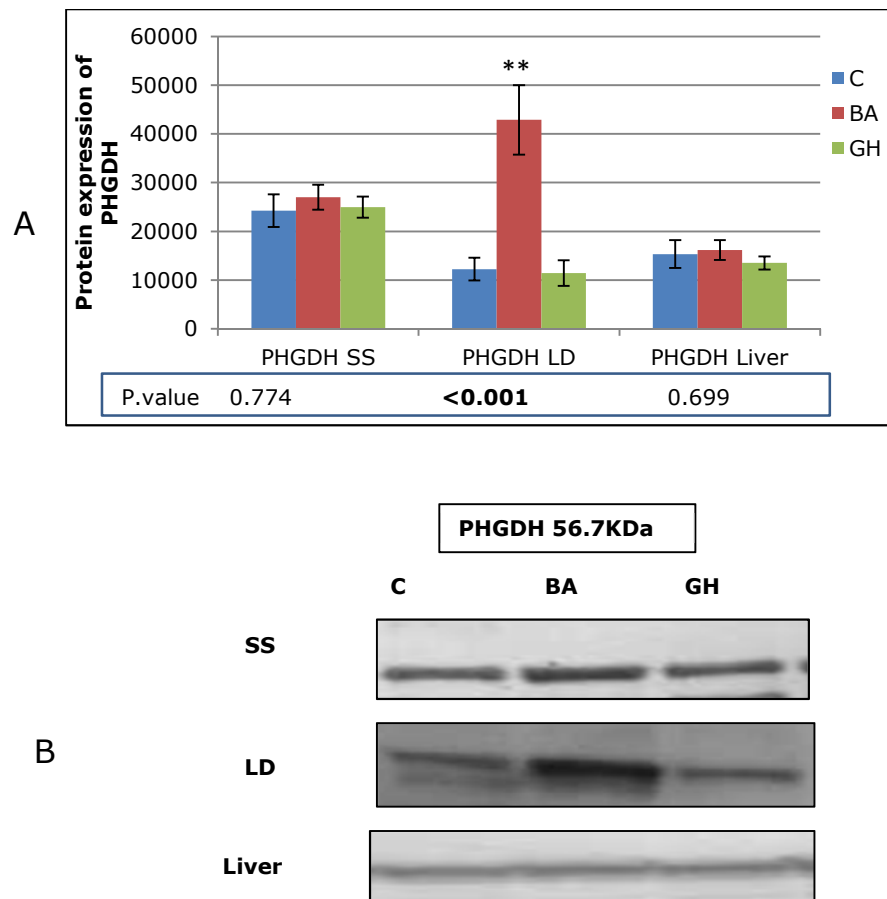 A
Protein expression of
PHGDH
60000
50000
40000
30000
20000
10000
0
**
C
BA
GH
PHGDH SS PHGDH LD PHGDH Liver
P.value 0.774 <0.001 0.699
B
PHGDH 56.7KDa
C BA GH
SS
LD
Liver